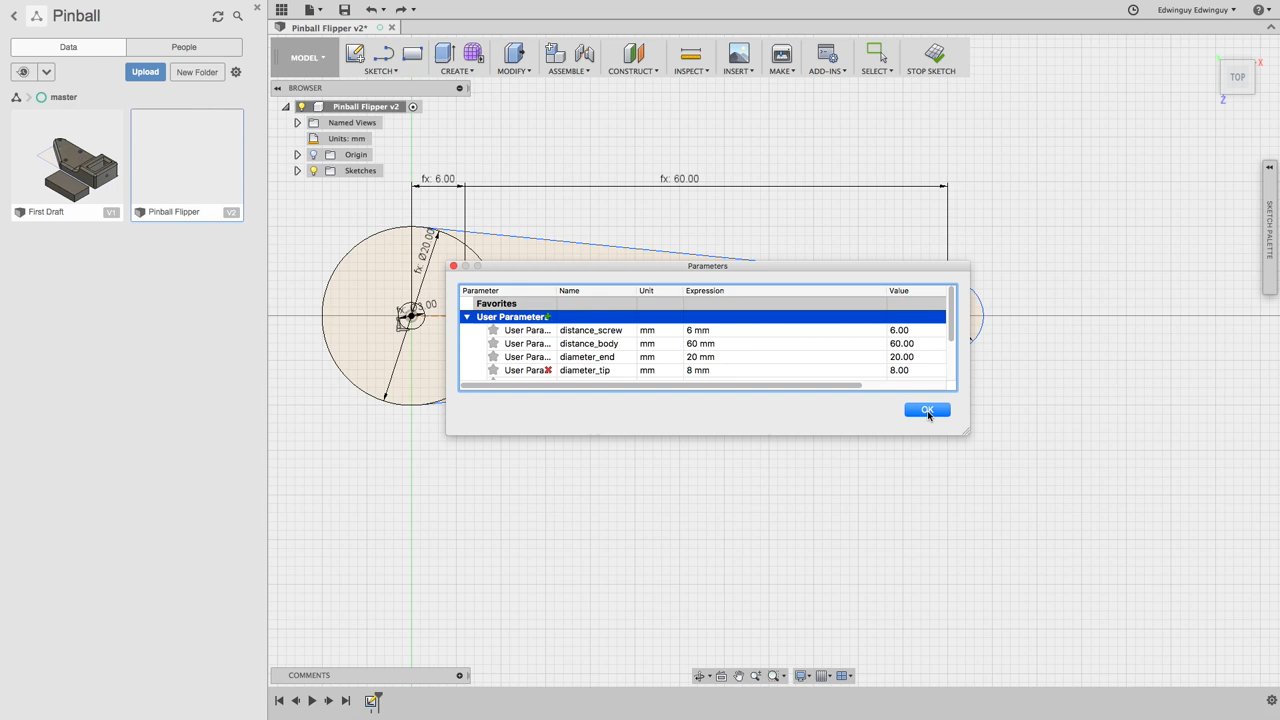 Pinball
Edwinguy Edwinguy
Pinball Flipper v2*
Data
People
Upload
New Folder
master
First Draft
V1
Pinball Flipper
V2
MODEL
SKETCH
CREATE
MODIFY
ASSEMBLE
CONSTRUCT
INSPECT
INSERT
MAKE
ADD-INS
SELECT
STOP SKETCH
TOP
X
Z
BROWSER
Pinball Flipper v2
Named Views
Units: mm
Origin
Sketches
SKETCH PALETTE
fx: 6.00
fx: 60.00
fx: Ø20.00
Parameters
Parameter Name Unit Expression Value
Favorites
User Parameter
User Para... distance_screw mm 6 mm 6.00
User Para... distance_body mm 60 mm 60.00
User Para... diameter_end mm 20 mm 20.00
User Para diameter_tip mm 8 mm 8.00
OK
COMMENTS